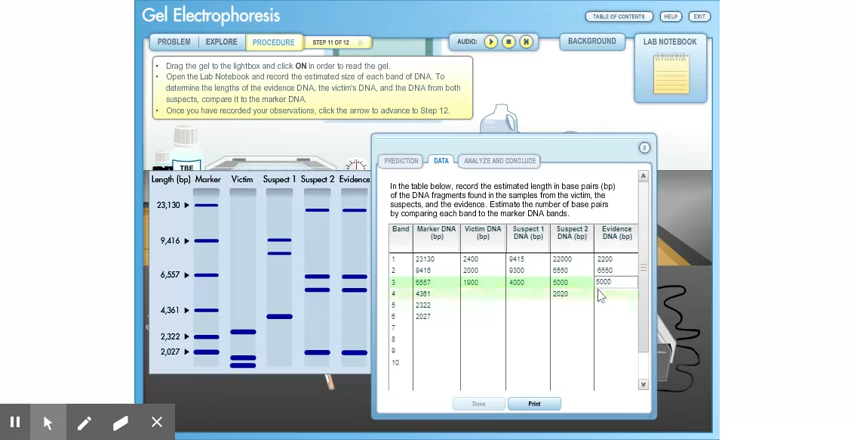 Gel Electrophoresis
TABLE OF CONTENTS HELP EXIT
PROBLEM EXPLORE PROCEDURE STEP 11 OF 12 AUDIO: BACKGROUND LAB NOTEBOOK
• Drag the gel to the lightbox and click ON in order to read the gel.
• Open the Lab Notebook and record the estimated size of each band of DNA. To
determine the lengths of the evidence DNA, the victim's DNA, and the DNA from both
suspects, compare it to the marker DNA.
• Once you have recorded your observations, click the arrow to advance to Step 12.
TBE
Length (bp) Marker Victim Suspect 1 Suspect 2 Evidence
23,130
9,416
6,557
4,361
2,322
2,027
X
PREDICTION DATA ANALYZE AND CONCLUDE
In the table below, record the estimated length in base pairs (bp)
of the DNA fragments found in the samples from the victim, the
suspects, and the evidence. Estimate the number of base pairs
by comparing each band to the marker DNA bands.
Band Marker DNA (bp) Victim DNA (bp) Suspect 1 DNA (bp) Suspect 2 DNA (bp) Evidence DNA (bp)
1 23130 2400 9415 22000 2200
2 9416 2000 9300 6550 6550
3 6557 1900 4000 5000 5000
4 4361 2020
5 2322
6 2027
7
8
9
10
Done Print